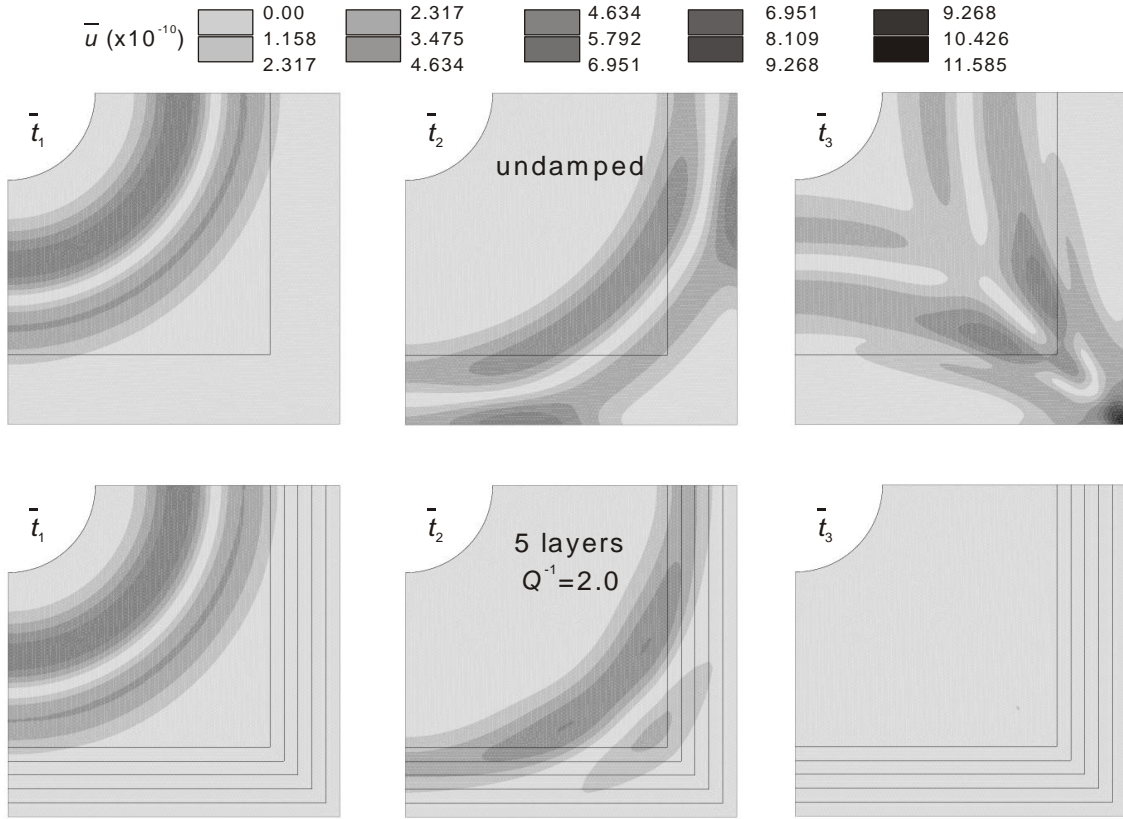 u̅ (x10⁻¹⁰) 0.00 1.158 2.317 2.317 3.475 4.634 4.634 5.792 6.951 6.951 8.109 9.268 9.268 10.426 11.585
t̅₁ t̅₂ t̅₃
undamped
t̅₁ t̅₂ t̅₃
5 layers
Q⁻¹=2.0